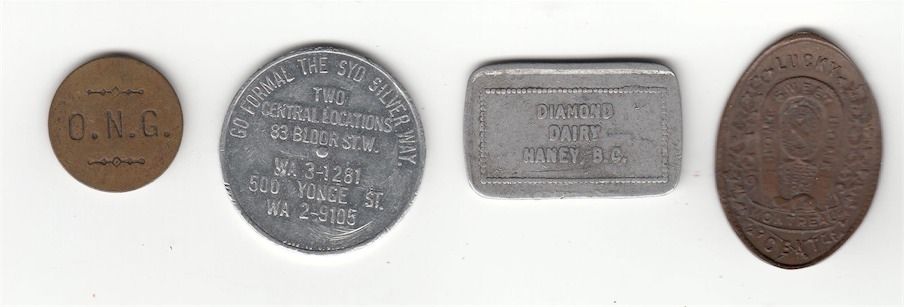 O.N.G.
GO FORMAL THE SYD SILVER WAY.
TWO
CENTRAL LOCATIONS
83 BLOOR ST. W.
WA 3-1261
500 YONGE ST.
WA 2-9105
DIAMOND
DAIRY
HANEY, B.C.
LUCKY
MONTREAL
CENT